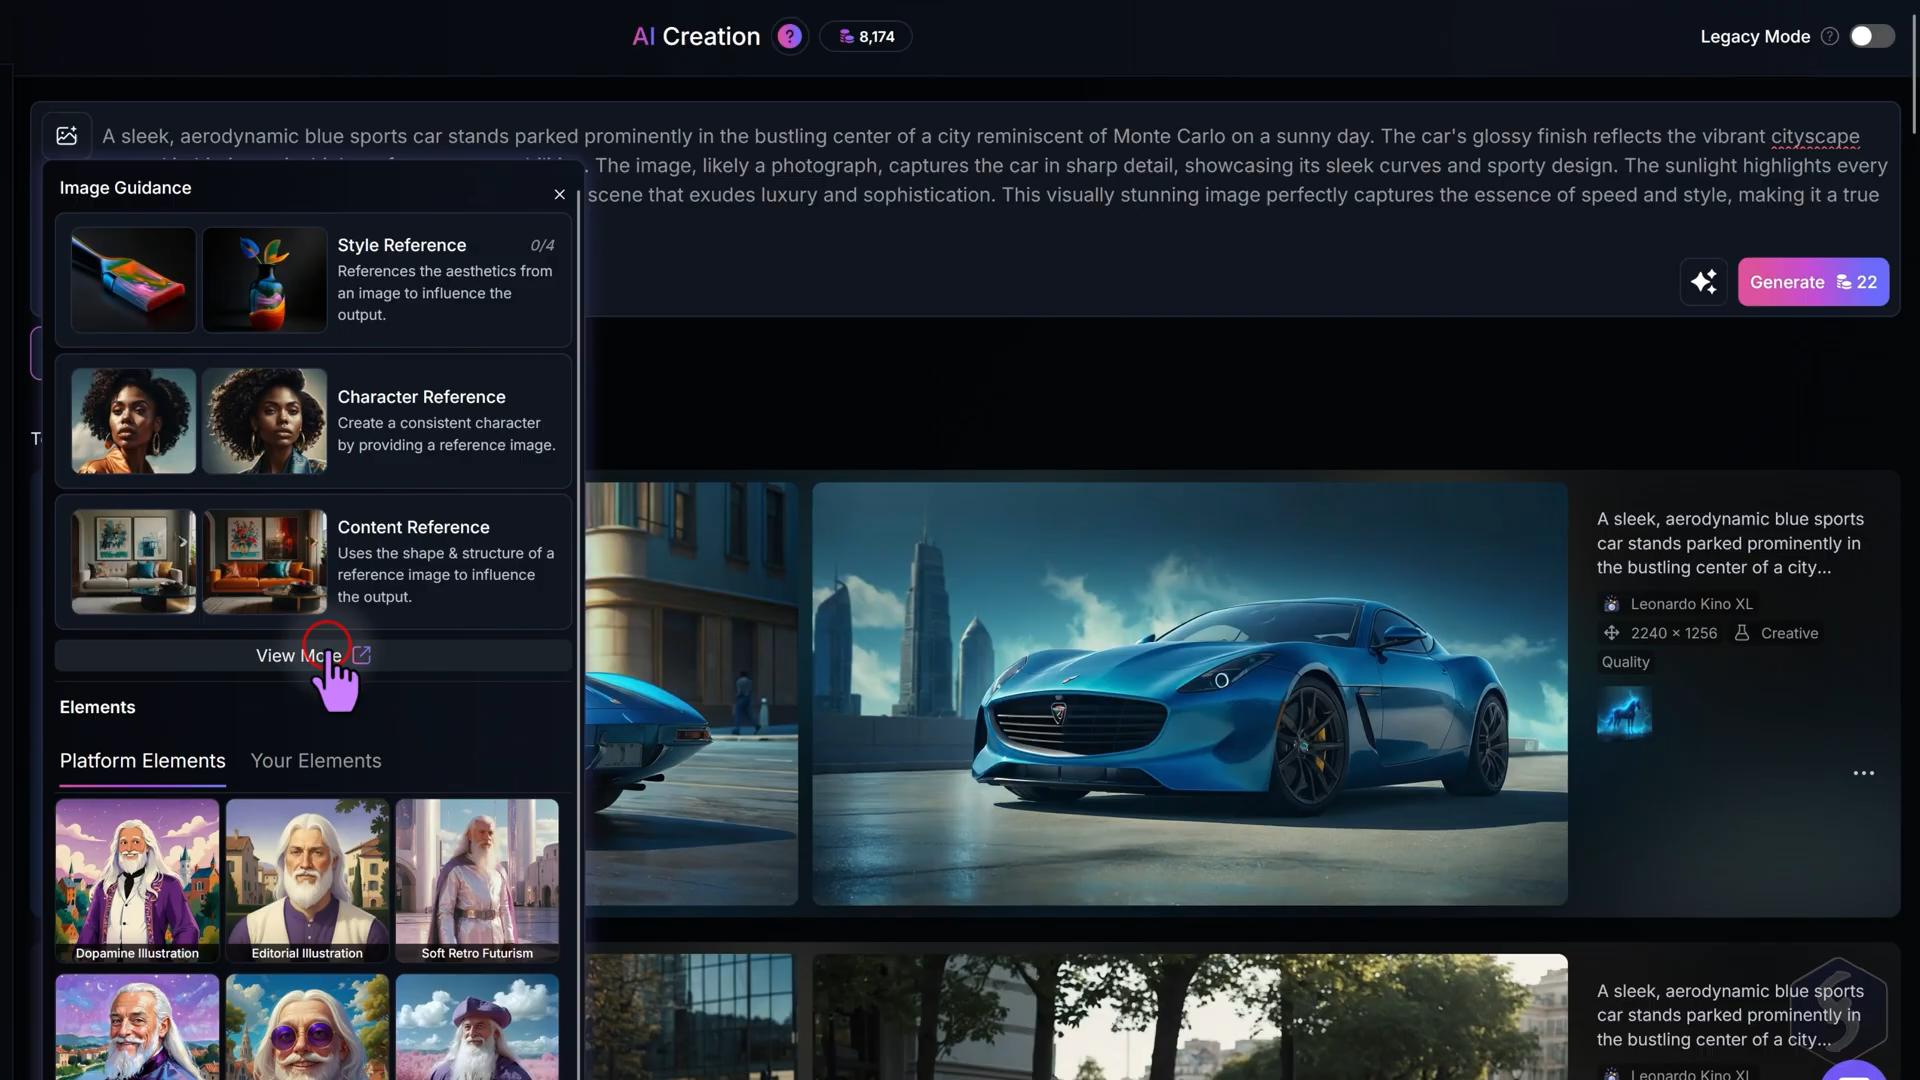 AI Creation
?
8,174
Legacy Mode
?
A sleek, aerodynamic blue sports car stands parked prominently in the bustling center of a city reminiscent of Monte Carlo on a sunny day. The car's glossy finish reflects the vibrant cityscape
. The image, likely a photograph, captures the car in sharp detail, showcasing its sleek curves and sporty design. The sunlight highlights every
scene that exudes luxury and sophistication. This visually stunning image perfectly captures the essence of speed and style, making it a true
Generate 22
Image Guidance
Style Reference 0/4
References the aesthetics from
an image to influence the
output.
Character Reference
Create a consistent character
by providing a reference image.
Content Reference
Uses the shape & structure of a
reference image to influence
the output.
View More
Elements
Platform Elements Your Elements
Dopamine Illustration
Editorial Illustration
Soft Retro Futurism
A sleek, aerodynamic blue sports
car stands parked prominently in
the bustling center of a city...
Leonardo Kino XL
2240 × 1256 Creative
Quality
A sleek, aerodynamic blue sports
car stands parked prominently in
the bustling center of a city...
Leonardo Kino XL